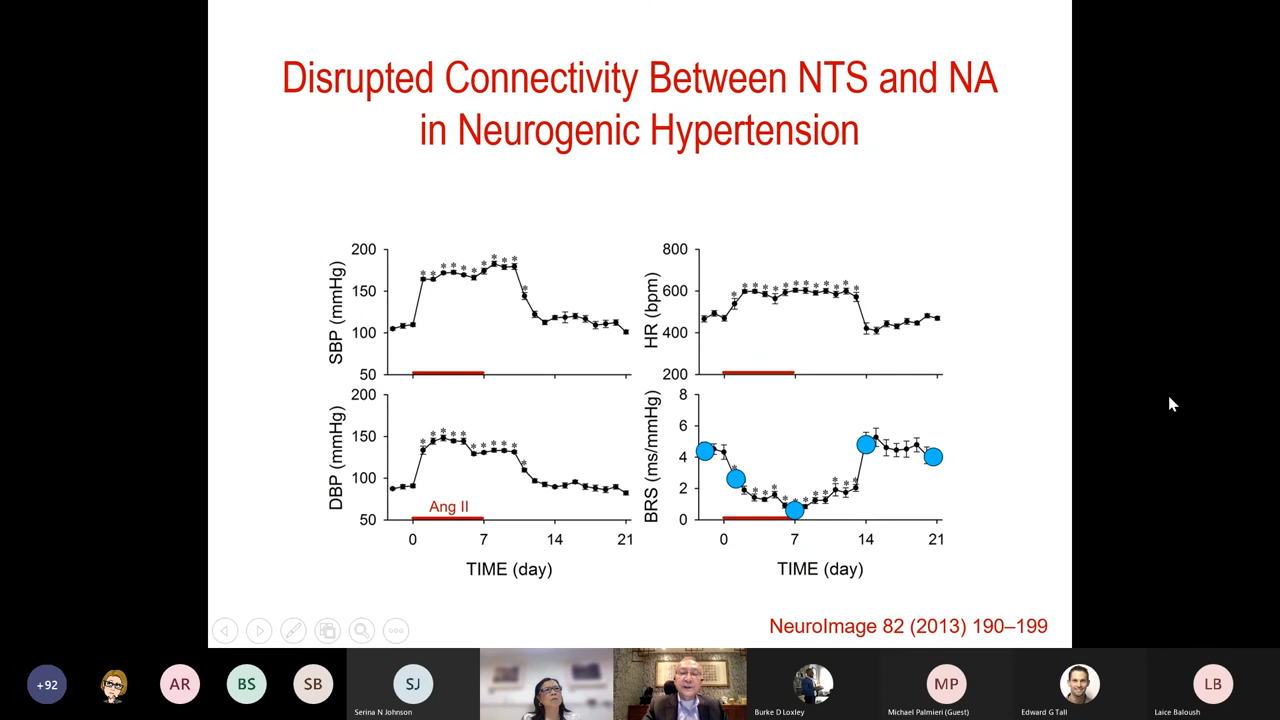 Disrupted Connectivity Between NTS and NA
in Neurogenic Hypertension
200
150
100
50
SBP (mmHg)
* * * * * * * * * * *
800
600
400
200
HR (bpm)
* * * * * * * * * * * * *
200
150
100
50
DBP (mmHg)
* * * * * * * * * * *
Ang II
0 7 14 21
TIME (day)
8
6
4
2
0
BRS (ms/mmHg)
0 7 14 21
TIME (day)
NeuroImage 82 (2013) 190–199
+92
AR
BS
SB
SJ
Serina N Johnson
Burke D Loxley
MP
Michael Palmieri (Guest)
Edward G Tall
LB
Laice Baloush